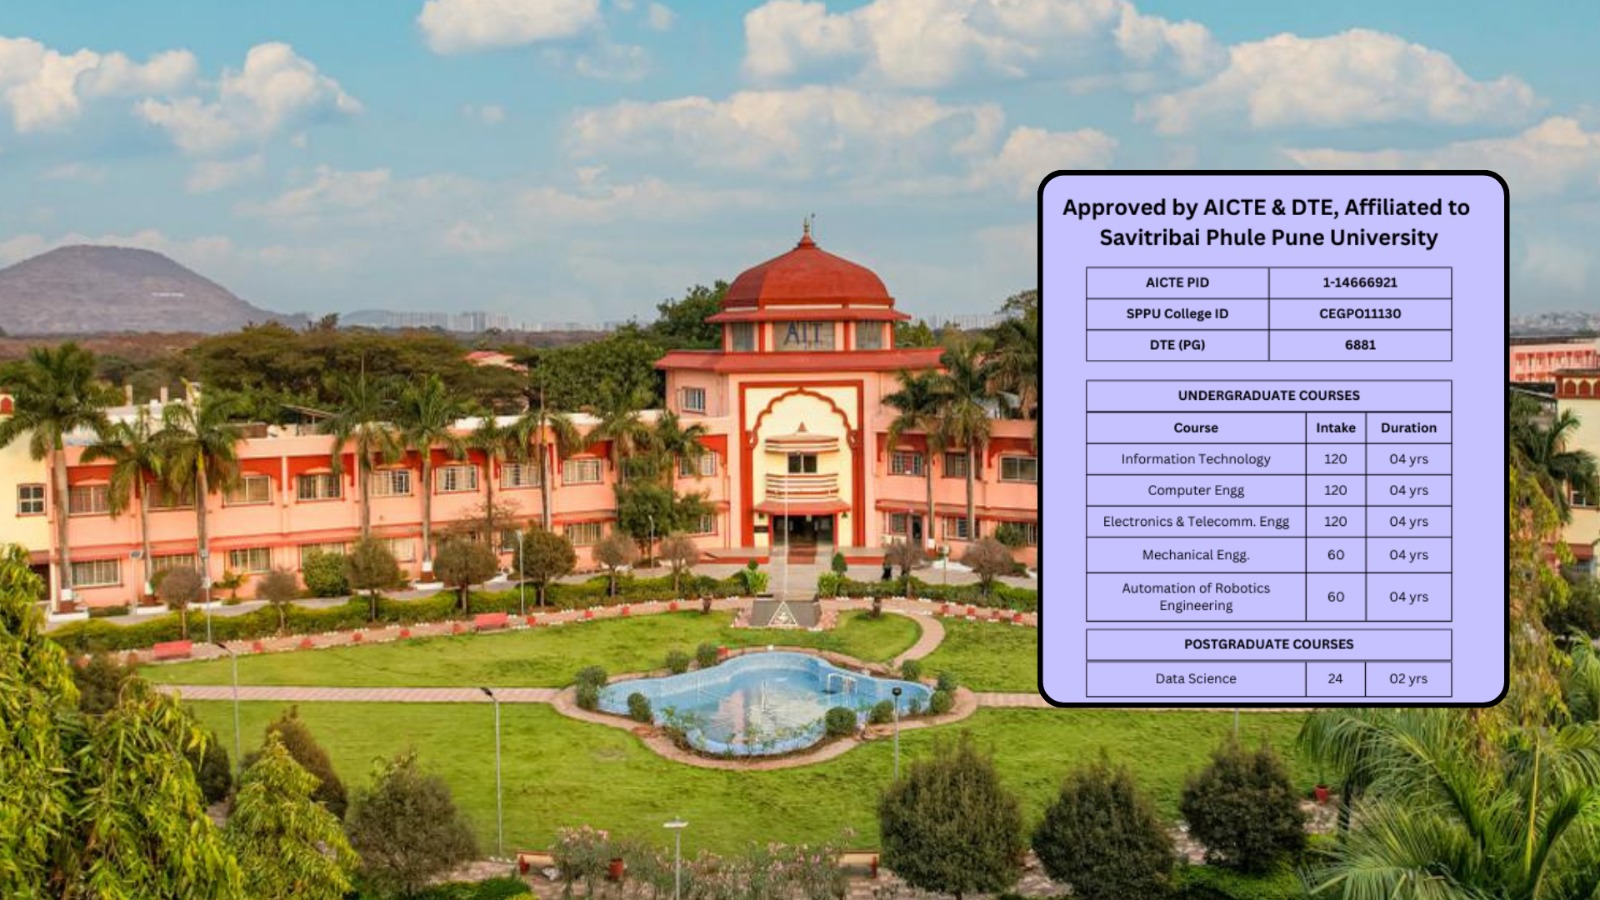 AIT
Approved by AICTE & DTE, Affiliated to
Savitribai Phule Pune University
AICTE PID 1-14666921
SPPU College ID CEGPO11130
DTE (PG) 6881
UNDERGRADUATE COURSES
Course Intake Duration
Information Technology 120 04 yrs
Computer Engg 120 04 yrs
Electronics & Telecomm. Engg 120 04 yrs
Mechanical Engg. 60 04 yrs
Automation of Robotics
Engineering 60 04 yrs
POSTGRADUATE COURSES
Data Science 24 02 yrs